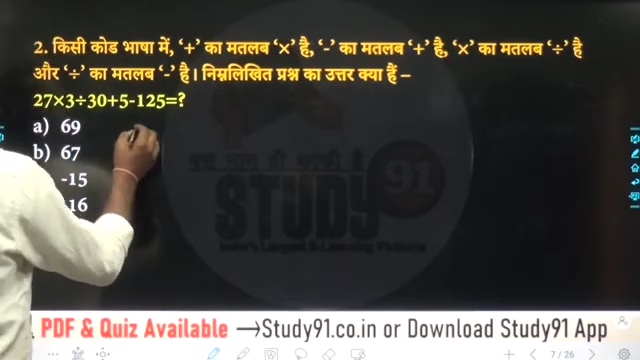 2. किसी कोड भाषा में, ‘+’ का मतलब ‘×’ है, ‘-’ का मतलब ‘+’ है, ‘×’ का मतलब ‘÷’ है
और ‘÷’ का मतलब ‘-’ है। निम्नलिखित प्रश्न का उत्तर क्या हैं –
27×3÷30+5-125=?
a) 69
b) 67
-15
16
STUDY 91
India's Largest E-Learning Platform
PDF & Quiz Available →Study91.co.in or Download Study91 App
7 / 26